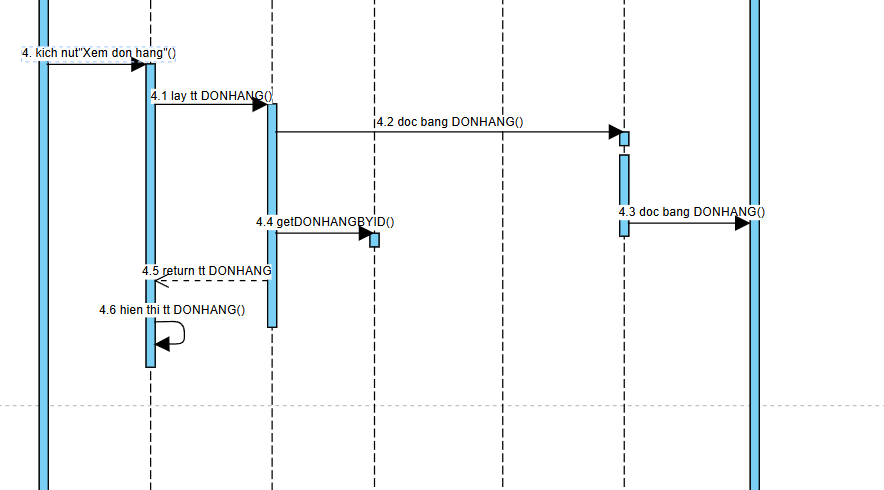 4. kich nut"Xem don hang"()
4.1 lay tt DONHANG()
4.2 doc bang DONHANG()
4.3 doc bang DONHANG()
4.4 getDONHANGBYID()
4.5 return tt DONHANG
4.6 hien thi tt DONHANG()